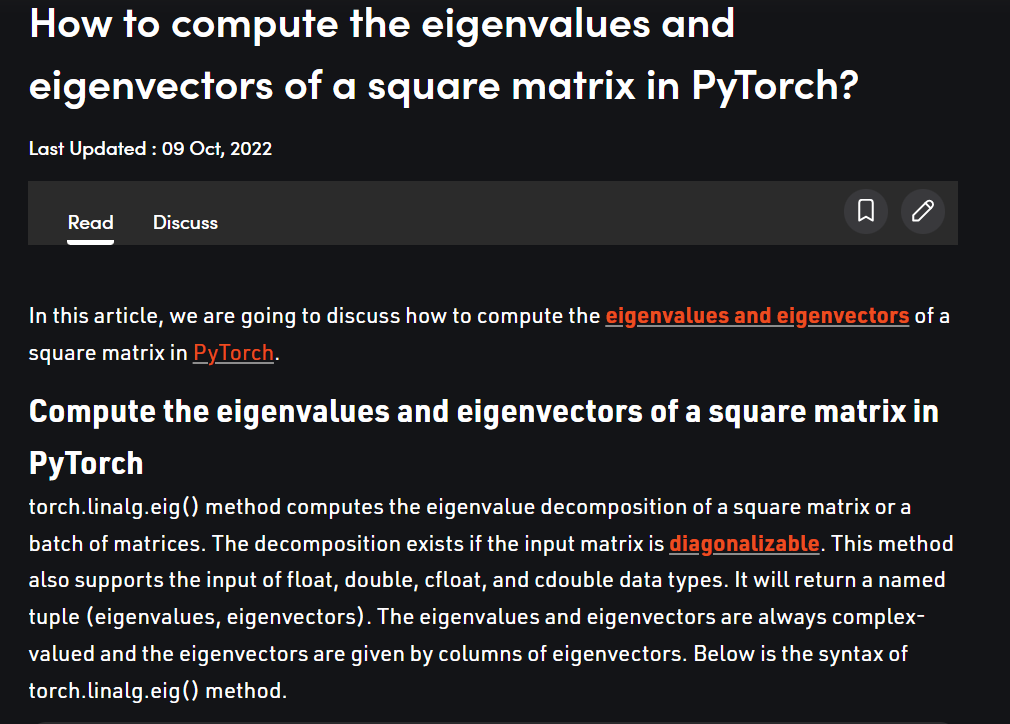 How to compute the eigenvalues and
eigenvectors of a square matrix in PyTorch?
Last Updated : 09 Oct, 2022
Read Discuss
In this article, we are going to discuss how to compute the eigenvalues and eigenvectors of a
square matrix in PyTorch.
Compute the eigenvalues and eigenvectors of a square matrix in
PyTorch
torch.linalg.eig() method computes the eigenvalue decomposition of a square matrix or a
batch of matrices. The decomposition exists if the input matrix is diagonalizable. This method
also supports the input of float, double, cfloat, and cdouble data types. It will return a named
tuple (eigenvalues, eigenvectors). The eigenvalues and eigenvectors are always complex-
valued and the eigenvectors are given by columns of eigenvectors. Below is the syntax of
torch.linalg.eig() method.